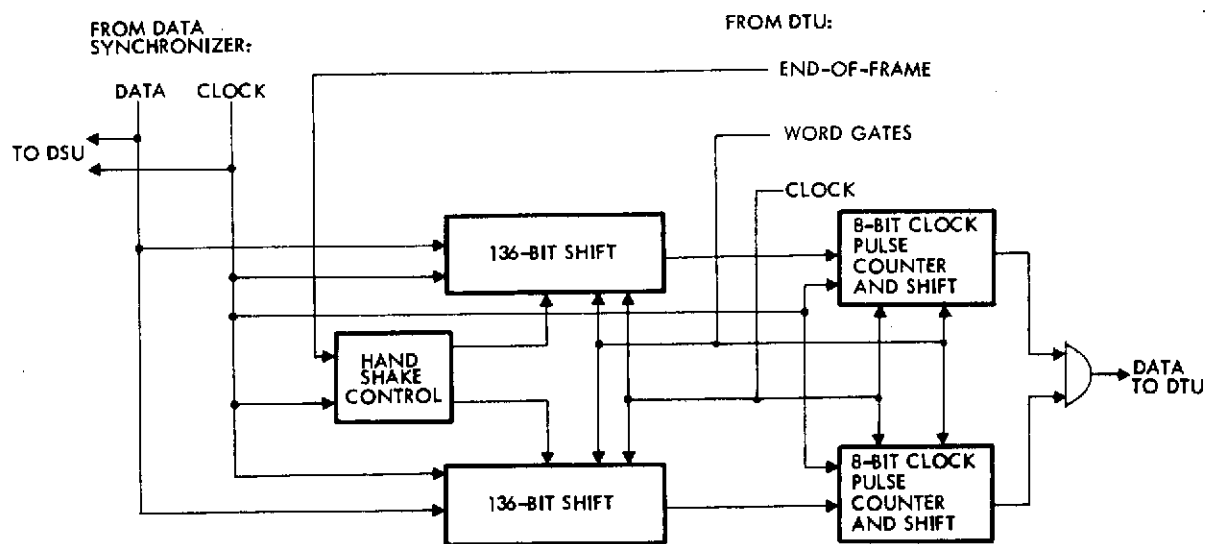 FROM DATA
SYNCHRONIZER:
FROM DTU:
END-OF-FRAME
DATA
CLOCK
WORD GATES
TO DSU
CLOCK
136-BIT SHIFT
8-BIT CLOCK
PULSE
COUNTER
AND SHIFT
HAND
SHAKE
CONTROL
DATA
TO DTU
136-BIT SHIFT
8-BIT CLOCK
PULSE
COUNTER
AND SHIFT